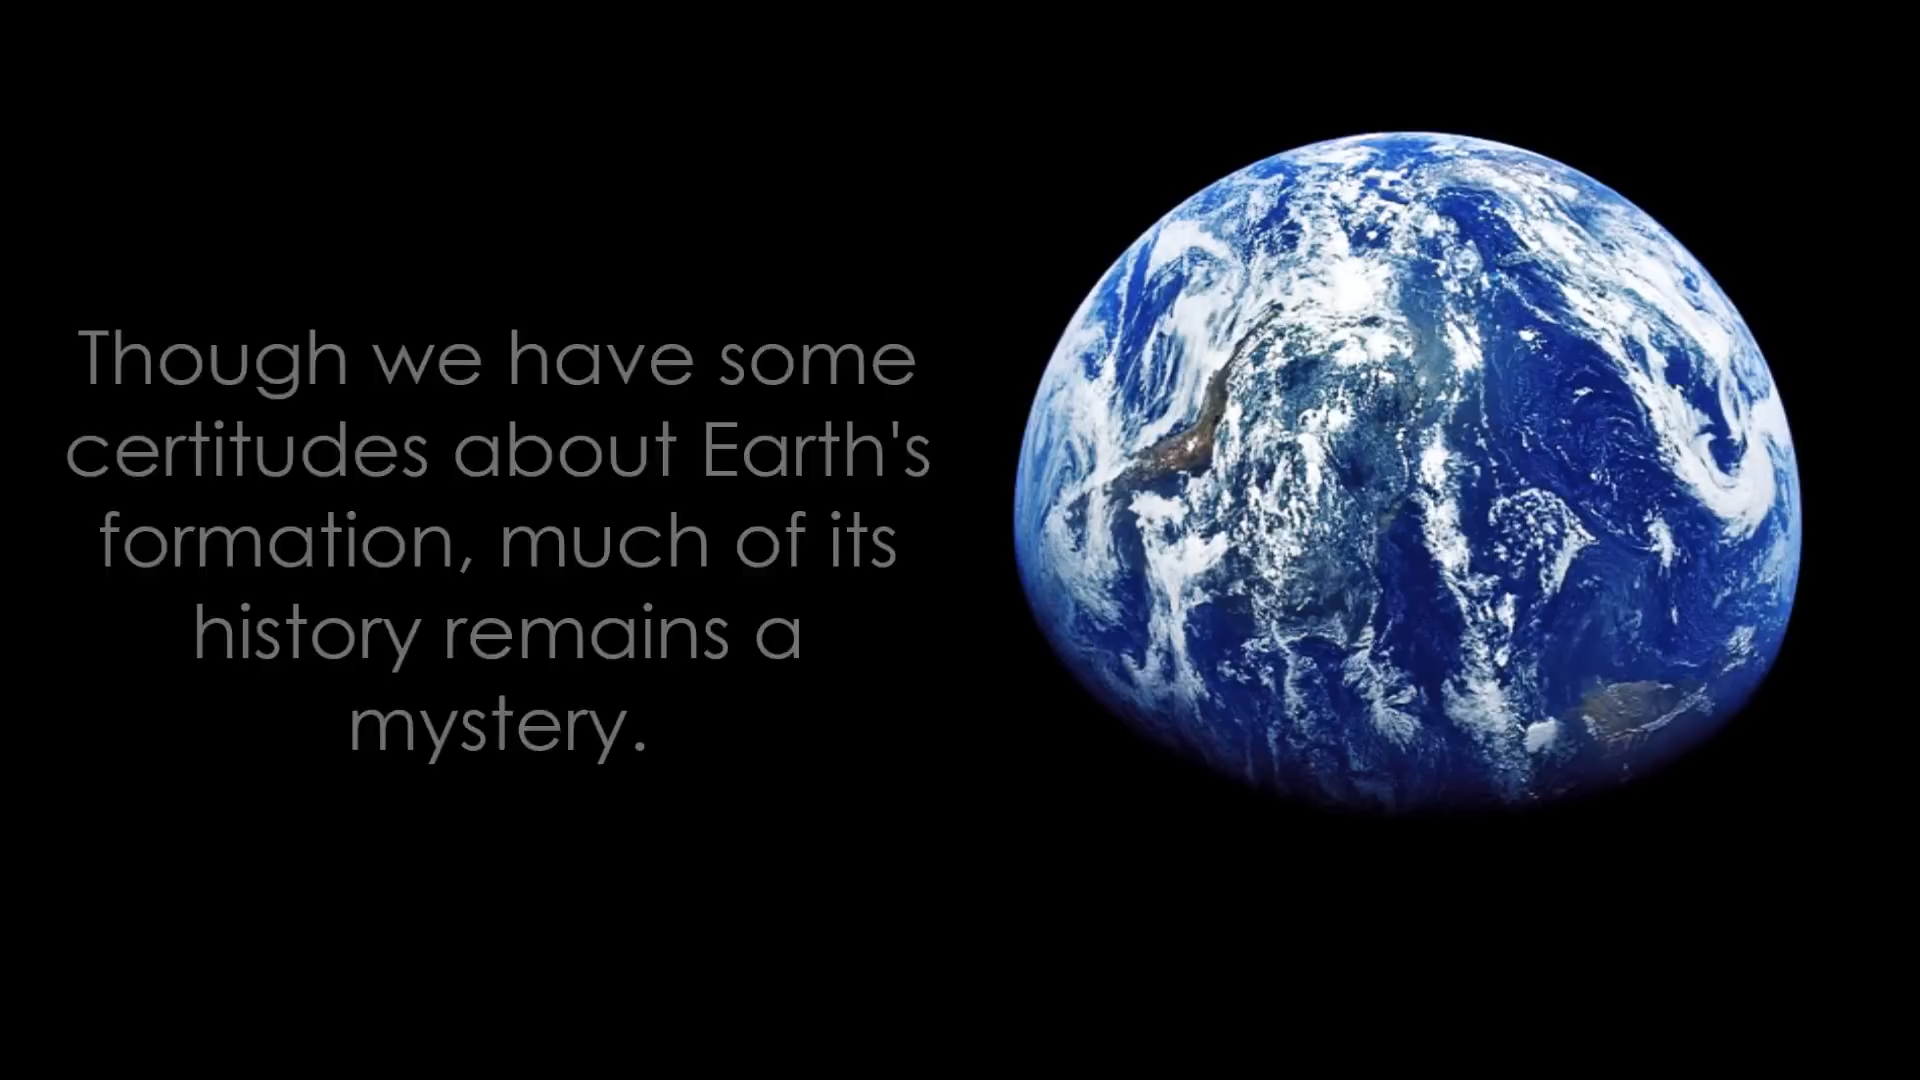 Though we have some
certitudes about Earth's
formation, much of its
history remains a
mystery.